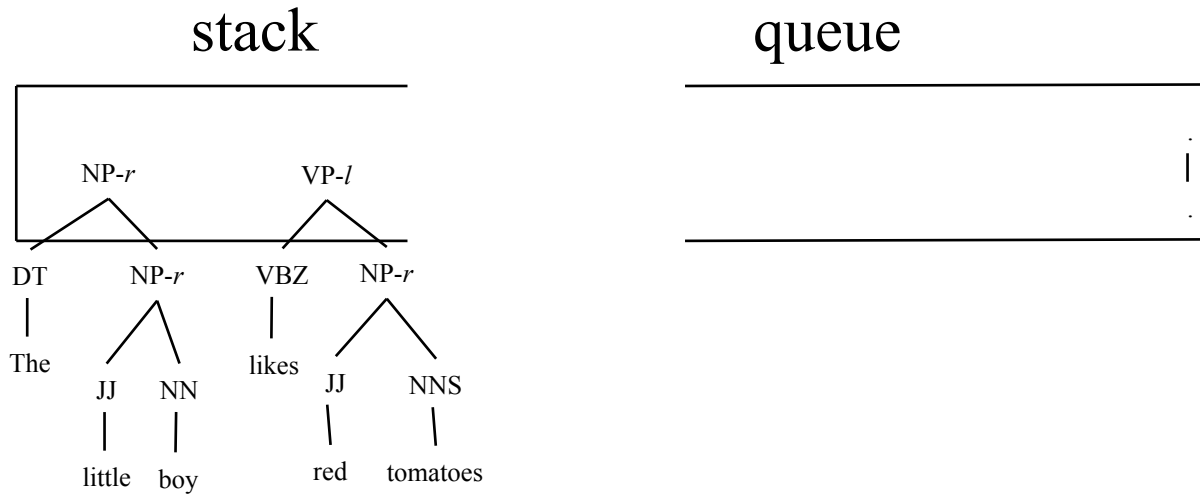 stack queue
.
NP-r VP-l
.
DT NP-r VBZ NP-r
The likes
JJ NN JJ NNS
little boy red tomatoes